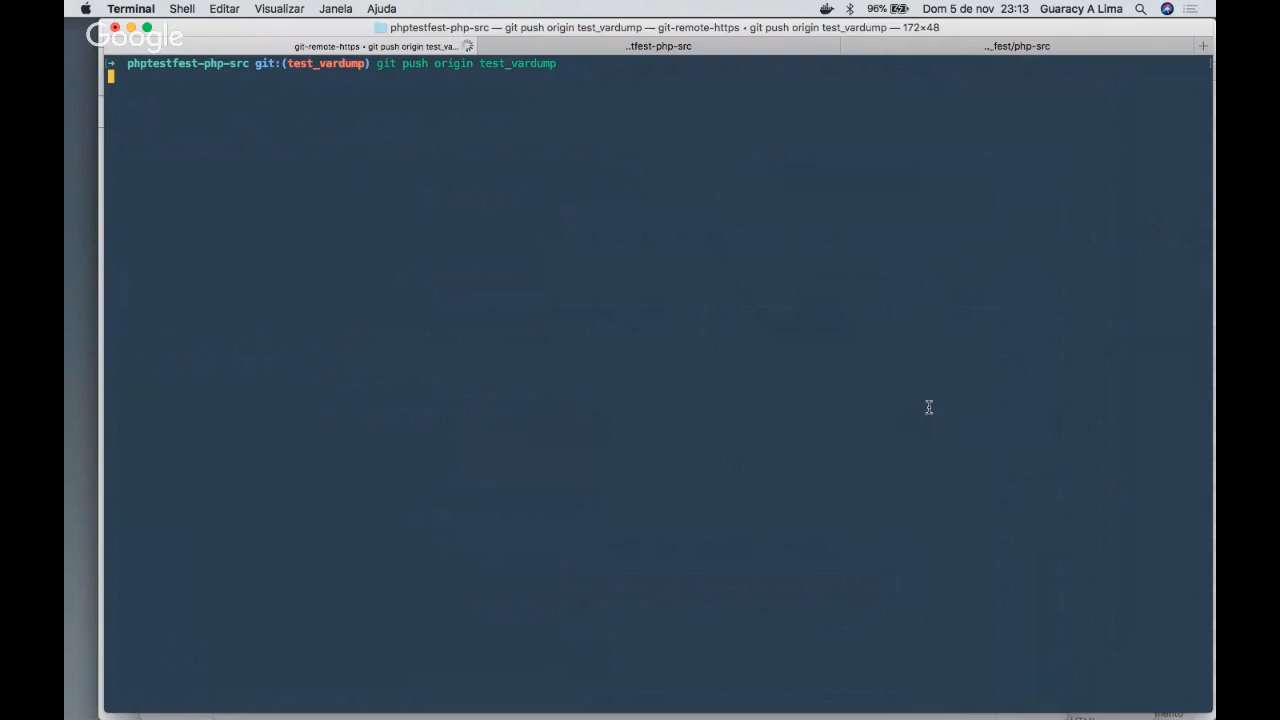 Terminal Shell Editar Visualizar Janela Ajuda 96% Dom 5 de nov 23:13 Guaracy A Lima
Google
phptestfest-php-src — git push origin test_vardump — git-remote-https • git push origin test_vardump — 172×48
git-remote-https • git push origin test_va... ..tfest-php-src .._fest/php-src +
→ phptestfest-php-src git:(test_vardump) git push origin test_vardump